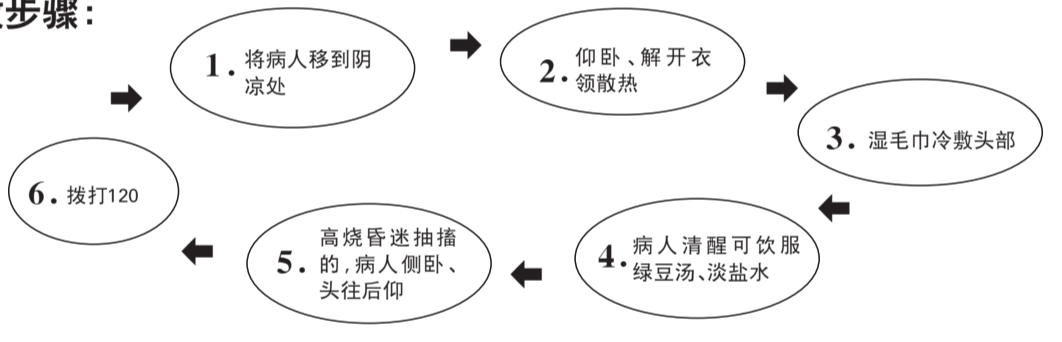 步骤：
1. 将病人移到阴
凉处
2. 仰卧、解开衣
领散热
3. 湿毛巾冷敷头部
4. 病人清醒可饮服
绿豆汤、淡盐水
5. 高烧昏迷抽搐
的，病人侧卧、
头往后仰
6. 拨打120